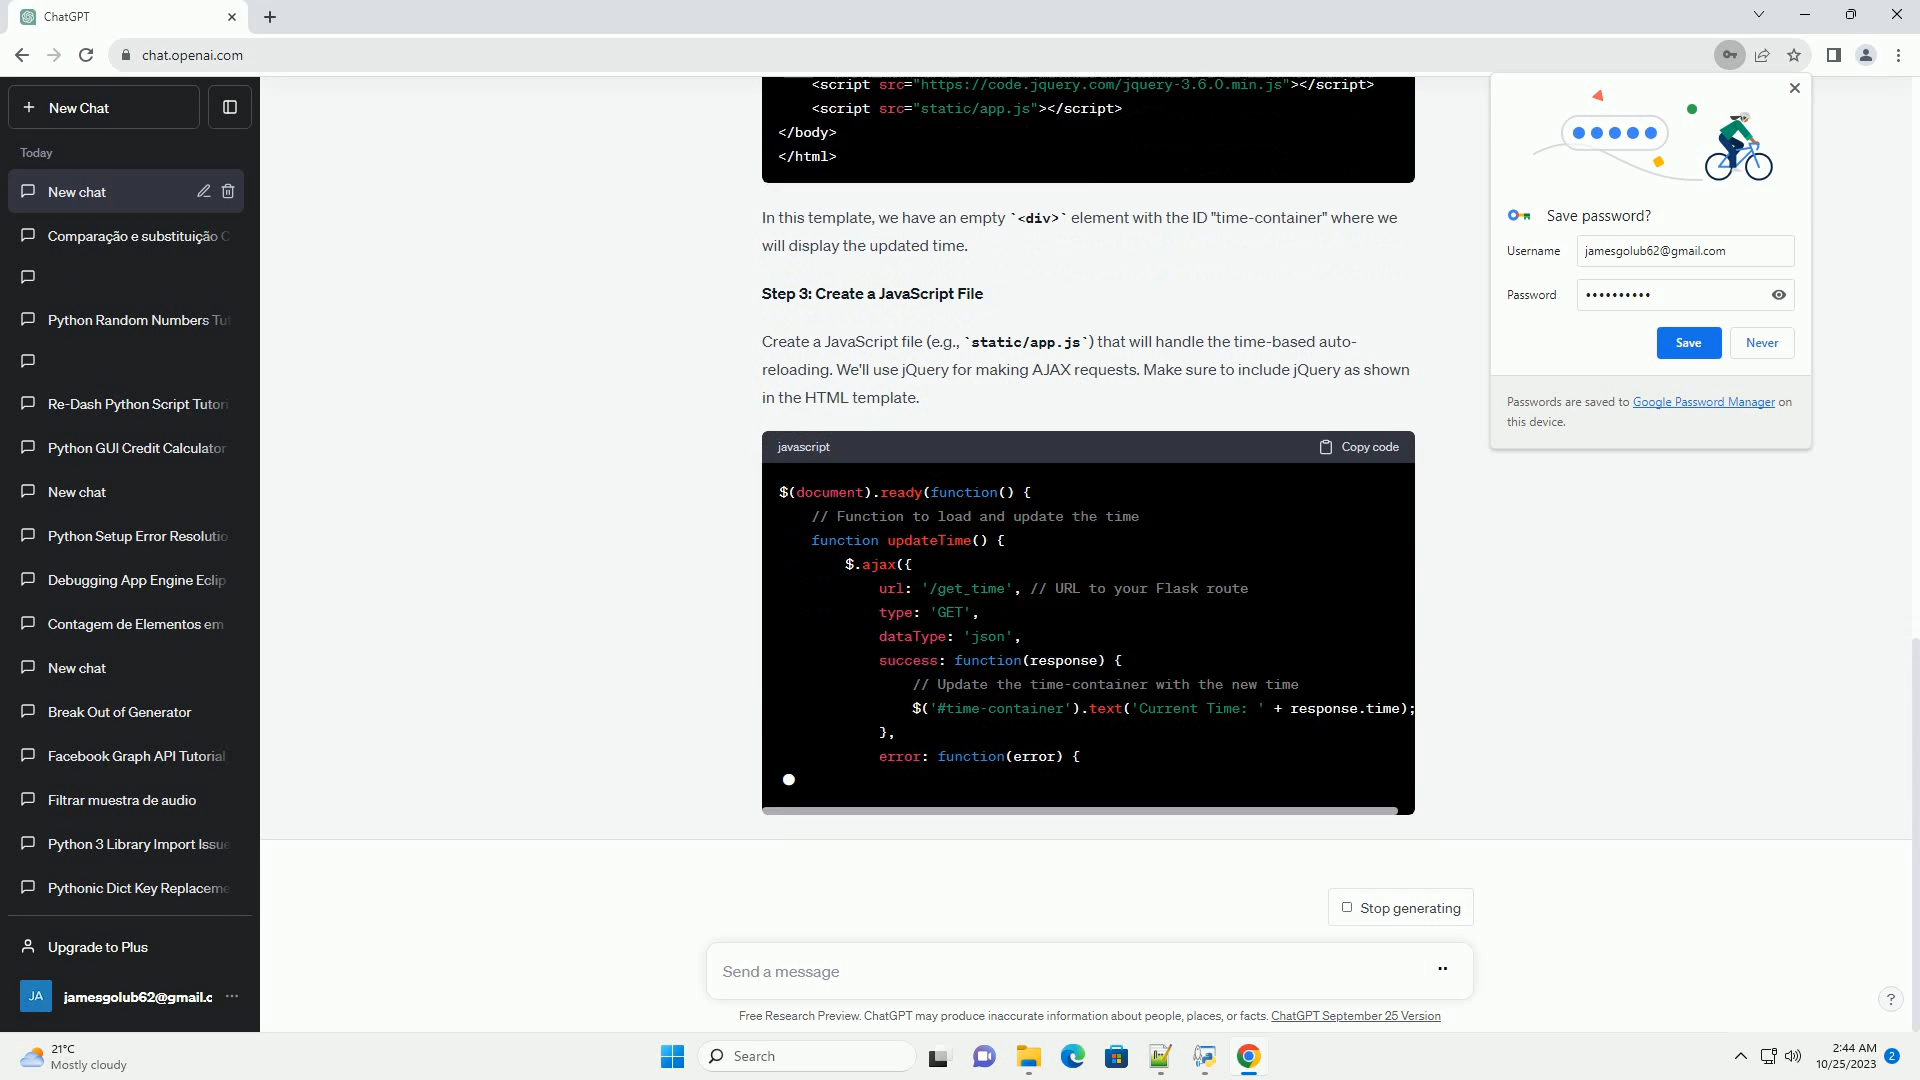 ChatGPT
chat.openai.com
New Chat
Today
New chat
Comparação e substituição C
Python Random Numbers Tut
Re-Dash Python Script Tutori
Python GUI Credit Calculator
New chat
Python Setup Error Resolutio
Debugging App Engine Eclip
Contagem de Elementos em
New chat
Break Out of Generator
Facebook Graph API Tutorial
Filtrar muestra de audio
Python 3 Library Import Issue
Pythonic Dict Key Replaceme
Upgrade to Plus
JA
jamesgolub62@gmail.c
<script src="https://code.jquery.com/jquery-3.6.0.min.js"></script>
<script src="static/app.js"></script>
</body>
</html>
In this template, we have an empty `<div>` element with the ID "time-container" where we
will display the updated time.
Step 3: Create a JavaScript File
Create a JavaScript file (e.g., `static/app.js`) that will handle the time-based auto-
reloading. We'll use jQuery for making AJAX requests. Make sure to include jQuery as shown
in the HTML template.
javascript
Copy code
$(document).ready(function() {
// Function to load and update the time
function updateTime() {
$.ajax({
url: '/get_time', // URL to your Flask route
type: 'GET',
dataType: 'json',
success: function(response) {
// Update the time-container with the new time
$('#time-container').text('Current Time: ' + response.time);
},
error: function(error) {
Stop generating
Send a message
Free Research Preview. ChatGPT may produce inaccurate information about people, places, or facts. ChatGPT September 25 Version
?
Save password?
Username
jamesgolub62@gmail.com
Password
••••••••••
Save
Never
Passwords are saved to Google Password Manager on
this device.
21°C
Mostly cloudy
Search
2:44 AM
10/25/2023
2